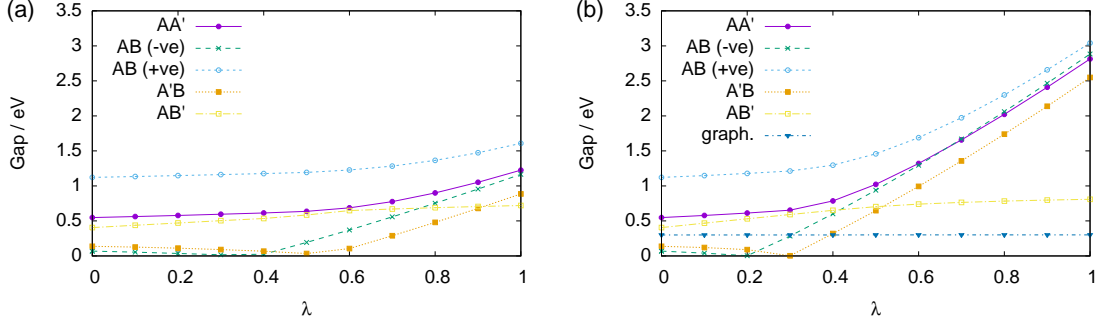 (a)
3.5
3
2.5
2
1.5
1
0.5
0
Gap / eV
AA'
AB (-ve)
AB (+ve)
A'B
AB'
0 0.2 0.4 0.6 0.8 1
λ
(b)
3.5
3
2.5
2
1.5
1
0.5
0
Gap / eV
AA'
AB (-ve)
AB (+ve)
A'B
AB'
graph.
0 0.2 0.4 0.6 0.8 1
λ